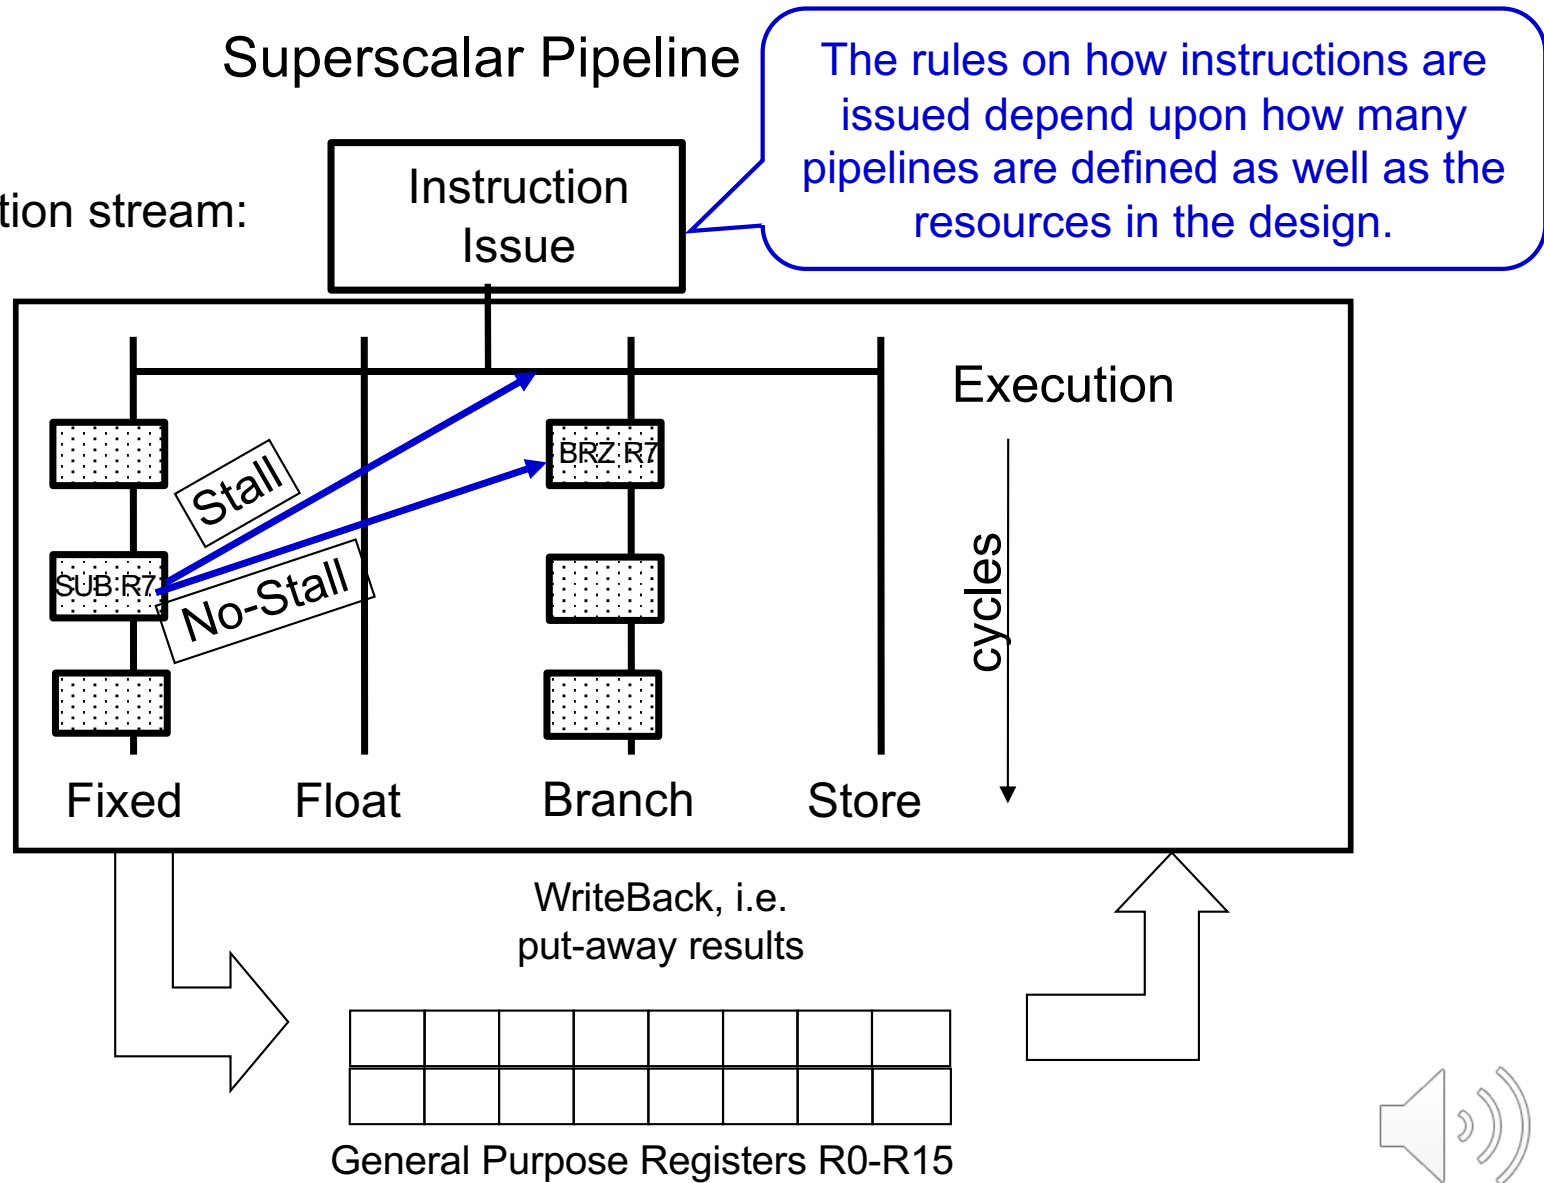 Superscalar Pipeline
The rules on how instructions are
issued depend upon how many
pipelines are defined as well as the
resources in the design.
tion stream:
Instruction
Issue
Execution
Stall
BRZ R7
SUB R7
No-Stall
cycles
Fixed
Float
Branch
Store
WriteBack, i.e.
put-away results
General Purpose Registers R0-R15